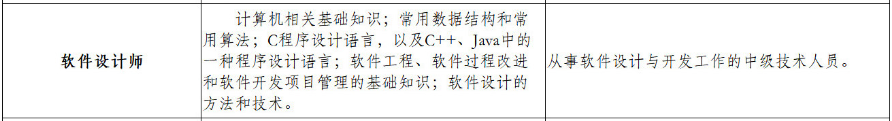 软件设计师
计算机相关基础知识；常用数据结构和常
用算法；C程序设计语言，以及C++、Java中的
一种程序设计语言；软件工程、软件过程改进
和软件开发项目管理的基础知识；软件设计的
方法和技术。
从事软件设计与开发工作的中级技术人员。